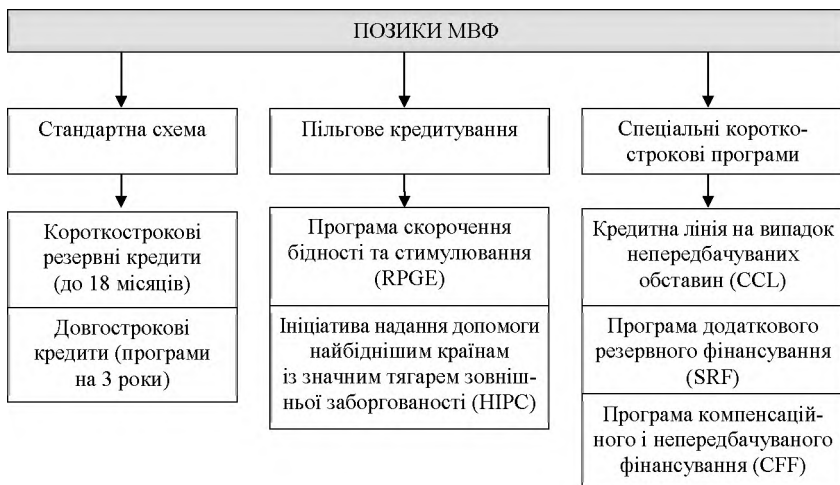 ПОЗИКИ МВФ
Стандартна схема
Короткострокові
резервні кредити
(до 18 місяців)
Довгострокові
кредити (програми
на 3 роки)
Пільгове кредитування
Програма скорочення
бідності та стимулювання
(RPGE)
Ініціатива надання допомоги
найбіднішим країнам
із значним тягарем зовніш-
ньої заборгованості (HIPC)
Спеціальні коротко-
строкові програми
Кредитна лінія на випадок
непередбачуваних
обставин (CCL)
Програма додаткового
резервного фінансування
(SRF)
Програма компенсацій-
ного і непередбачуваного
фінансування (CFF)